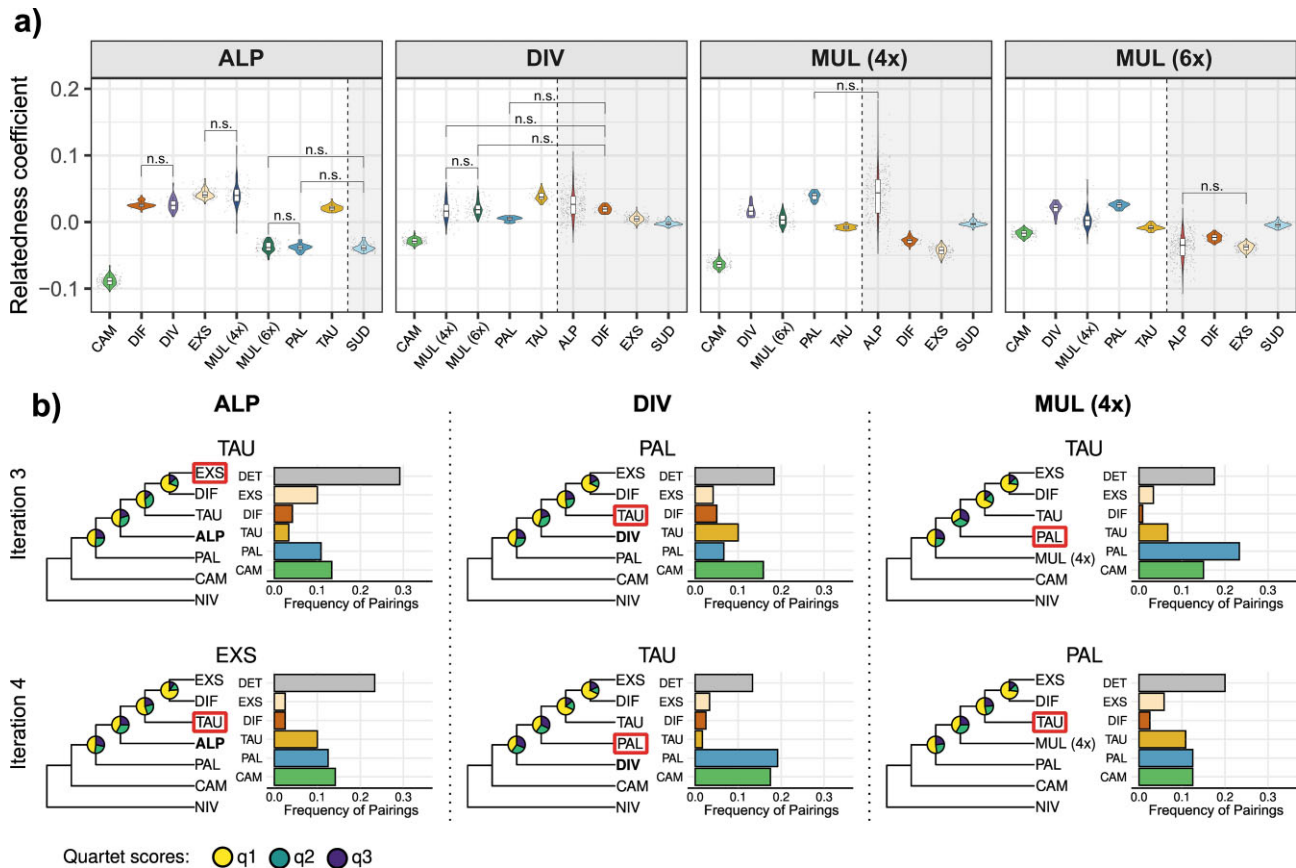 a)
ALP
DIV
MUL (4x)
MUL (6x)
Relatedness coefficient
0.2
0.1
0.0
−0.1
n.s.
n.s.
n.s.
n.s.
n.s.
n.s.
n.s.
n.s.
n.s.
n.s.
n.s.
CAM DIF DIV EXS MUL (4x) MUL (6x) PAL TAU SUD
CAM MUL (4x) MUL (6x) PAL TAU ALP DIF EXS SUD
CAM DIV MUL (6x) PAL TAU ALP DIF EXS SUD
CAM DIV MUL (4x) PAL TAU ALP DIF EXS SUD
b)
ALP
DIV
MUL (4x)
Iteration 3
TAU
EXS
DIF
TAU
ALP
PAL
CAM
NIV
DET
EXS
DIF
TAU
PAL
CAM
0.0 0.1 0.2 0.3
Frequency of Pairings
PAL
EXS
DIF
TAU
DIV
PAL
CAM
NIV
DET
EXS
DIF
TAU
PAL
CAM
0.0 0.1 0.2 0.3
Frequency of Pairings
TAU
EXS
DIF
TAU
PAL
MUL (4x)
CAM
NIV
DET
EXS
DIF
TAU
PAL
CAM
0.0 0.1 0.2 0.3
Frequency of Pairings
Iteration 4
EXS
EXS
DIF
TAU
ALP
PAL
CAM
NIV
DET
EXS
DIF
TAU
PAL
CAM
0.0 0.1 0.2 0.3
Frequency of Pairings
TAU
EXS
DIF
TAU
PAL
DIV
CAM
NIV
DET
EXS
DIF
TAU
PAL
CAM
0.0 0.1 0.2 0.3
Frequency of Pairings
PAL
EXS
DIF
TAU
MUL (4x)
PAL
CAM
NIV
DET
EXS
DIF
TAU
PAL
CAM
0.0 0.1 0.2 0.3
Frequency of Pairings
Quartet scores: q1 q2 q3